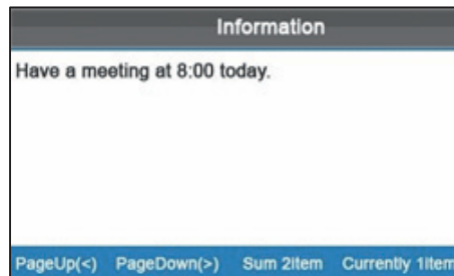 Information
Have a meeting at 8:00 today.
PageUp(<) PageDown(>) Sum 2Item Currently 1Item